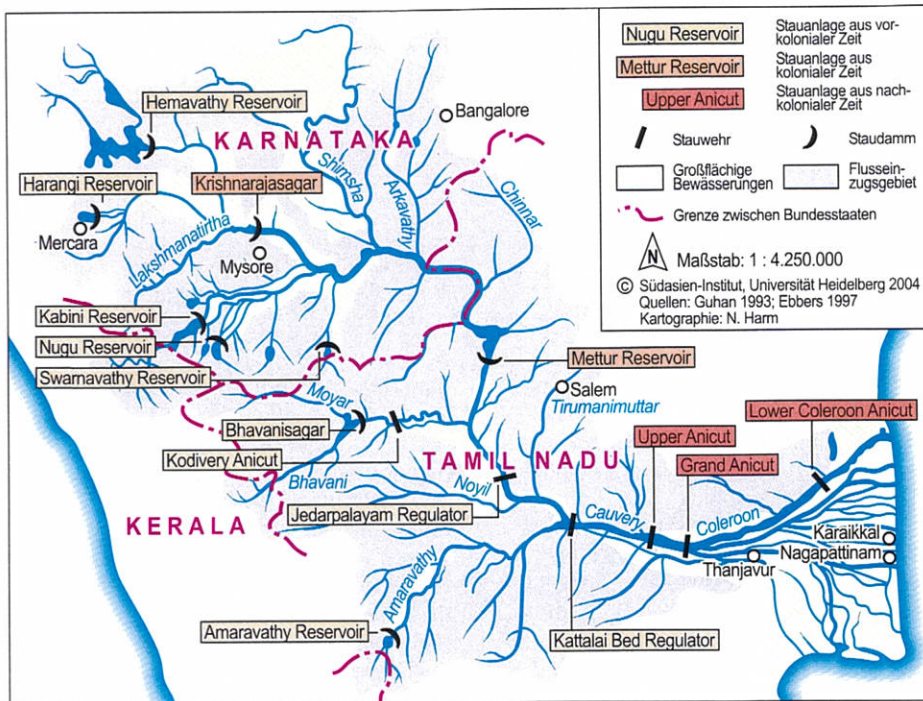 Nugu Reservoir
Stauanlage aus vor-
kolonialer Zeit
Mettur Reservoir
Stauanlage aus
kolonialer Zeit
Upper Anicut
Stauanlage aus nach-
kolonialer Zeit
Stauwehr
Staudamm
Großflächige
Bewässerungen
Flussein-
zugsgebiet
Grenze zwischen Bundesstaaten
N
Maßstab: 1 : 4.250.000
© Südasien-Institut, Universität Heidelberg 2004
Quellen: Guhan 1993; Ebbers 1997
Kartographie: N. Harm
Hemavathy Reservoir
Bangalore
KARNATAKA
Harangi Reservoir
Krishnarajasagar
Shimsha
Arkavathy
Chinnar
Mercara
Lakshmanatirtha
Mysore
Kabini Reservoir
Nugu Reservoir
Swarnavathy Reservoir
Mettur Reservoir
Moyar
Salem
Tirumanimuttar
Bhavanisagar
Lower Coleroon Anicut
Kodivery Anicut
TAMIL NADU
Upper Anicut
Grand Anicut
Bhavani
Noyil
Jedarpalayam Regulator
Cauvery
Coleroon
KERALA
Karaikkal
Nagapattinam
Thanjavur
Amaravathy
Amaravathy Reservoir
Kattalai Bed Regulator